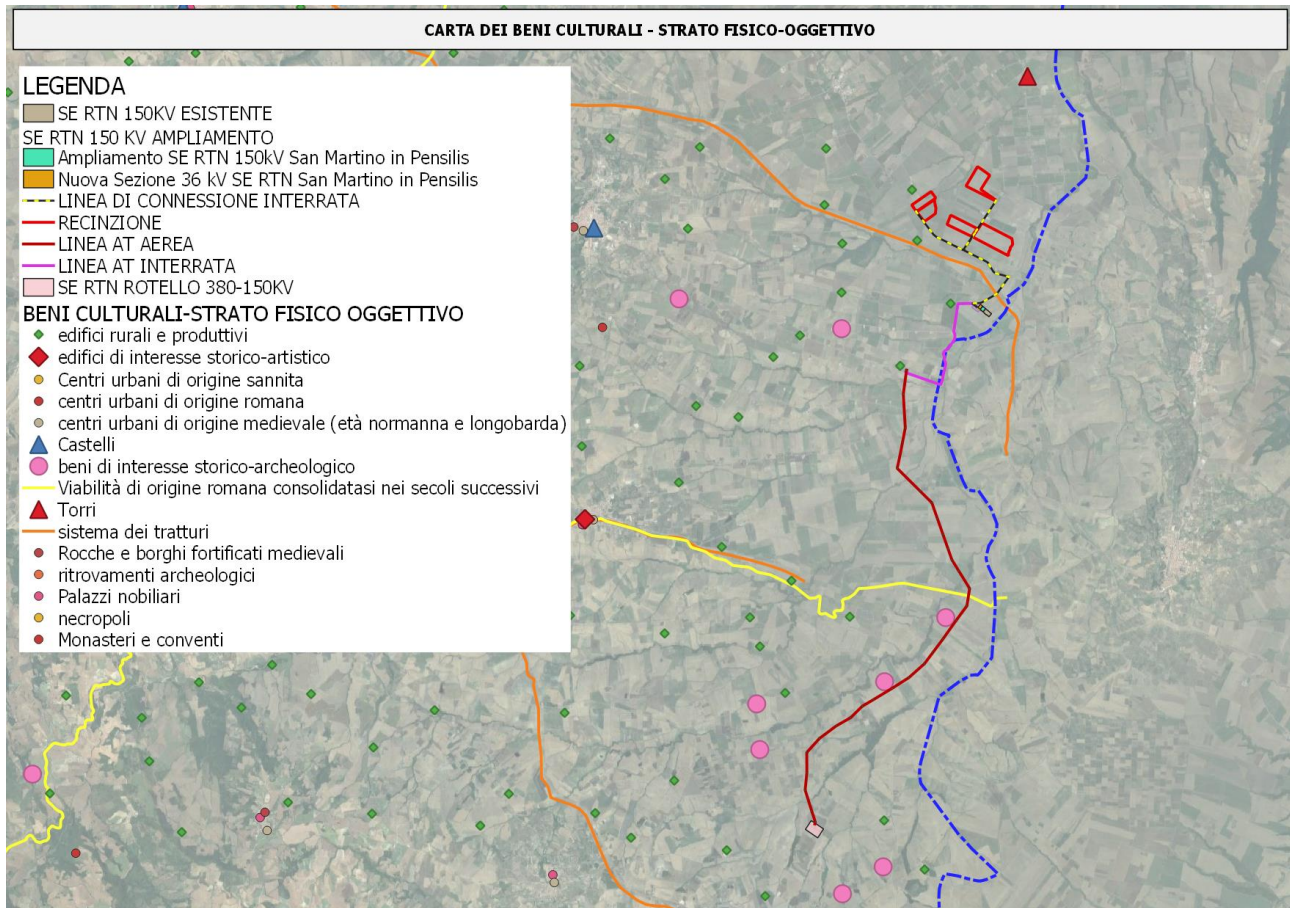 CARTA DEI BENI CULTURALI - STRATO FISICO-OGGETTIVO
LEGENDA
SE RTN 150KV ESISTENTE
SE RTN 150 KV AMPLIAMENTO
Ampliamento SE RTN 150kV San Martino in Pensilis
Nuova Sezione 36 kV SE RTN San Martino in Pensilis
LINEA DI CONNESSIONE INTERRATA
RECINZIONE
LINEA AT AEREA
LINEA AT INTERRATA
SE RTN ROTELLO 380-150KV
BENI CULTURALI-STRATO FISICO OGGETTIVO
edifici rurali e produttivi
edifici di interesse storico-artistico
Centri urbani di origine sannita
centri urbani di origine romana
centri urbani di origine medievale (età normanna e longobarda)
Castelli
beni di interesse storico-archeologico
Viabilità di origine romana consolidatasi nei secoli successivi
Torri
sistema dei tratturi
Rocche e borghi fortificati medievali
ritrovamenti archeologici
Palazzi nobiliari
necropoli
Monasteri e conventi